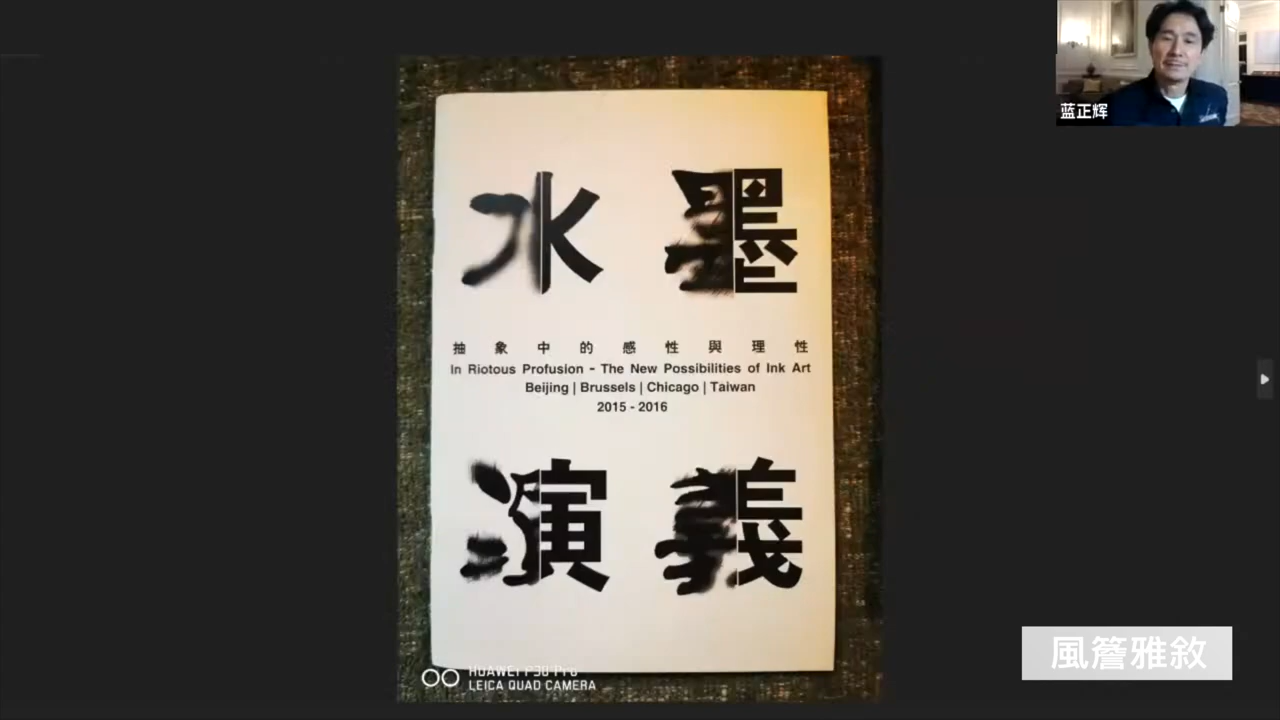 蓝正辉
水墨
抽象中的感性與理性
In Riotous Profusion - The New Possibilities of Ink Art
Beijing | Brussels | Chicago | Taiwan
2015 - 2016
演義
HUAWEI P30 Pro
LEICA QUAD CAMERA
風簷雅敘